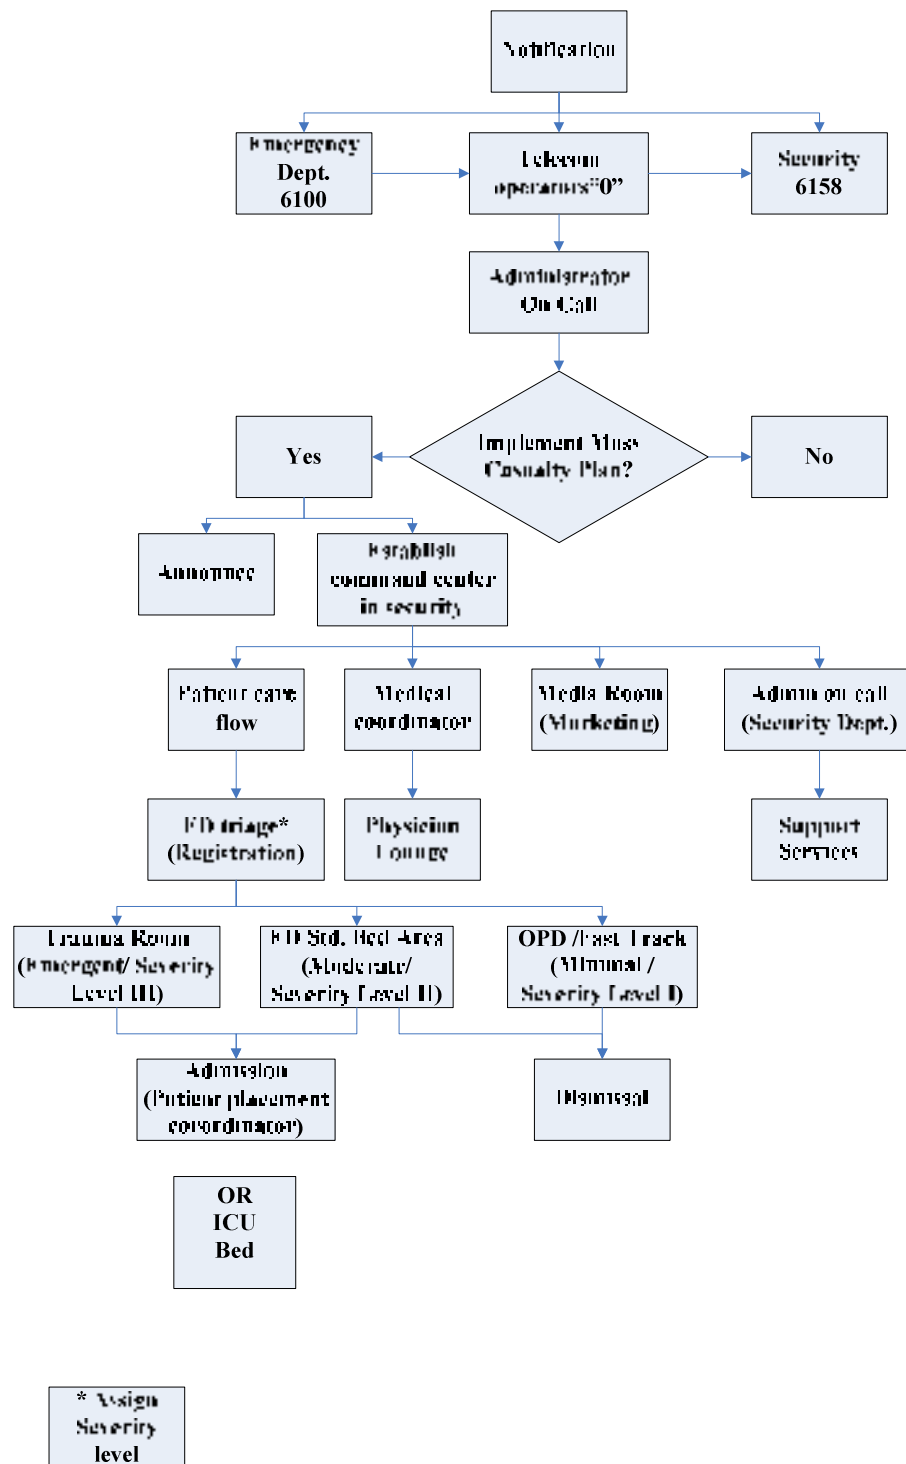 Notification
Emergency
Dept.
6100
Telecom
operators"0”
Security
6158
Administrator
On Call
Implement Mass
Casualty Plan?
Yes
No
Announce
Establish
command center
in security
Patient care
flow
Medical
coordinator
Media Room
(Marketing)
Admin on call
(Security Dept.)
ED triage*
(Registration)
Physician
Lounge
Support
Services
Trauma Room
(Emergent/ Severity
Level III)
ED Std. Bed Area
(Moderate/
Severity Level II)
OPD /Fast Track
(Minimal /
Severity Level I)
Admission
(Patient placement
coordinator)
Dismissal
OR
ICU
Bed
* Assign
Severity
level